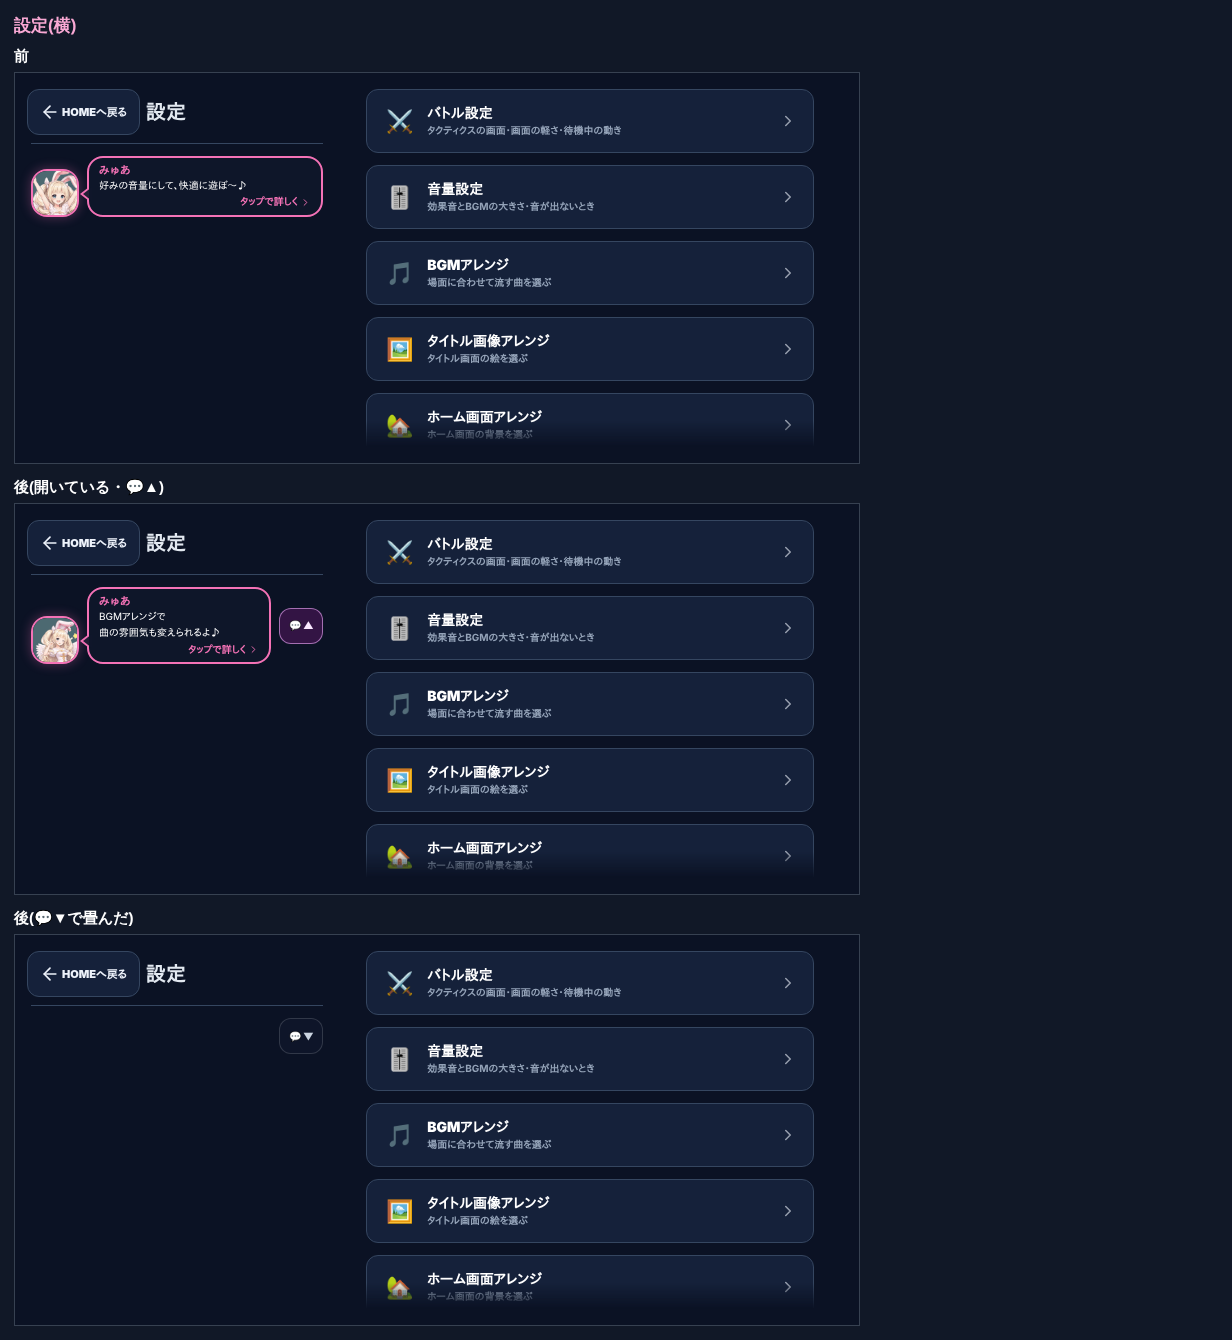 設定(横)
前
← HOMEへ戻る 設定
みゅあ
好みの音量にして、快適に遊ぼ〜♪
タップで詳しく >
バトル設定
タクティクスの画面・画面の軽さ・待機中の動き
音量設定
効果音とBGMの大きさ・音が出ないとき
BGMアレンジ
場面に合わせて流す曲を選ぶ
タイトル画像アレンジ
タイトル画面の絵を選ぶ
ホーム画面アレンジ
ホーム画面の背景を選ぶ
後(開いている・💬▲)
← HOMEへ戻る 設定
みゅあ
BGMアレンジで
曲の雰囲気も変えられるよ♪
タップで詳しく >
💬▲
バトル設定
タクティクスの画面・画面の軽さ・待機中の動き
音量設定
効果音とBGMの大きさ・音が出ないとき
BGMアレンジ
場面に合わせて流す曲を選ぶ
タイトル画像アレンジ
タイトル画面の絵を選ぶ
ホーム画面アレンジ
ホーム画面の背景を選ぶ
後(💬▼で畳んだ)
← HOMEへ戻る 設定
💬▼
バトル設定
タクティクスの画面・画面の軽さ・待機中の動き
音量設定
効果音とBGMの大きさ・音が出ないとき
BGMアレンジ
場面に合わせて流す曲を選ぶ
タイトル画像アレンジ
タイトル画面の絵を選ぶ
ホーム画面アレンジ
ホーム画面の背景を選ぶ